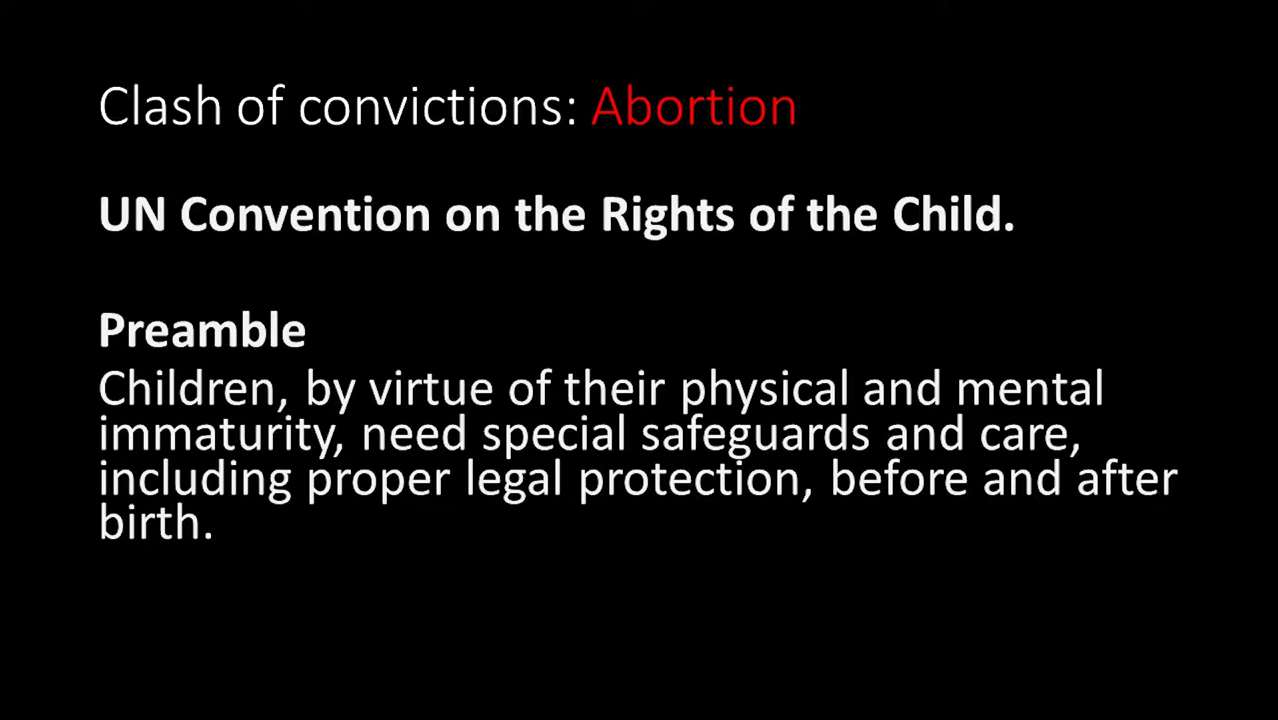 Clash of convictions: Abortion
UN Convention on the Rights of the Child.
Preamble
Children, by virtue of their physical and mental
immaturity, need special safeguards and care,
including proper legal protection, before and after
birth.